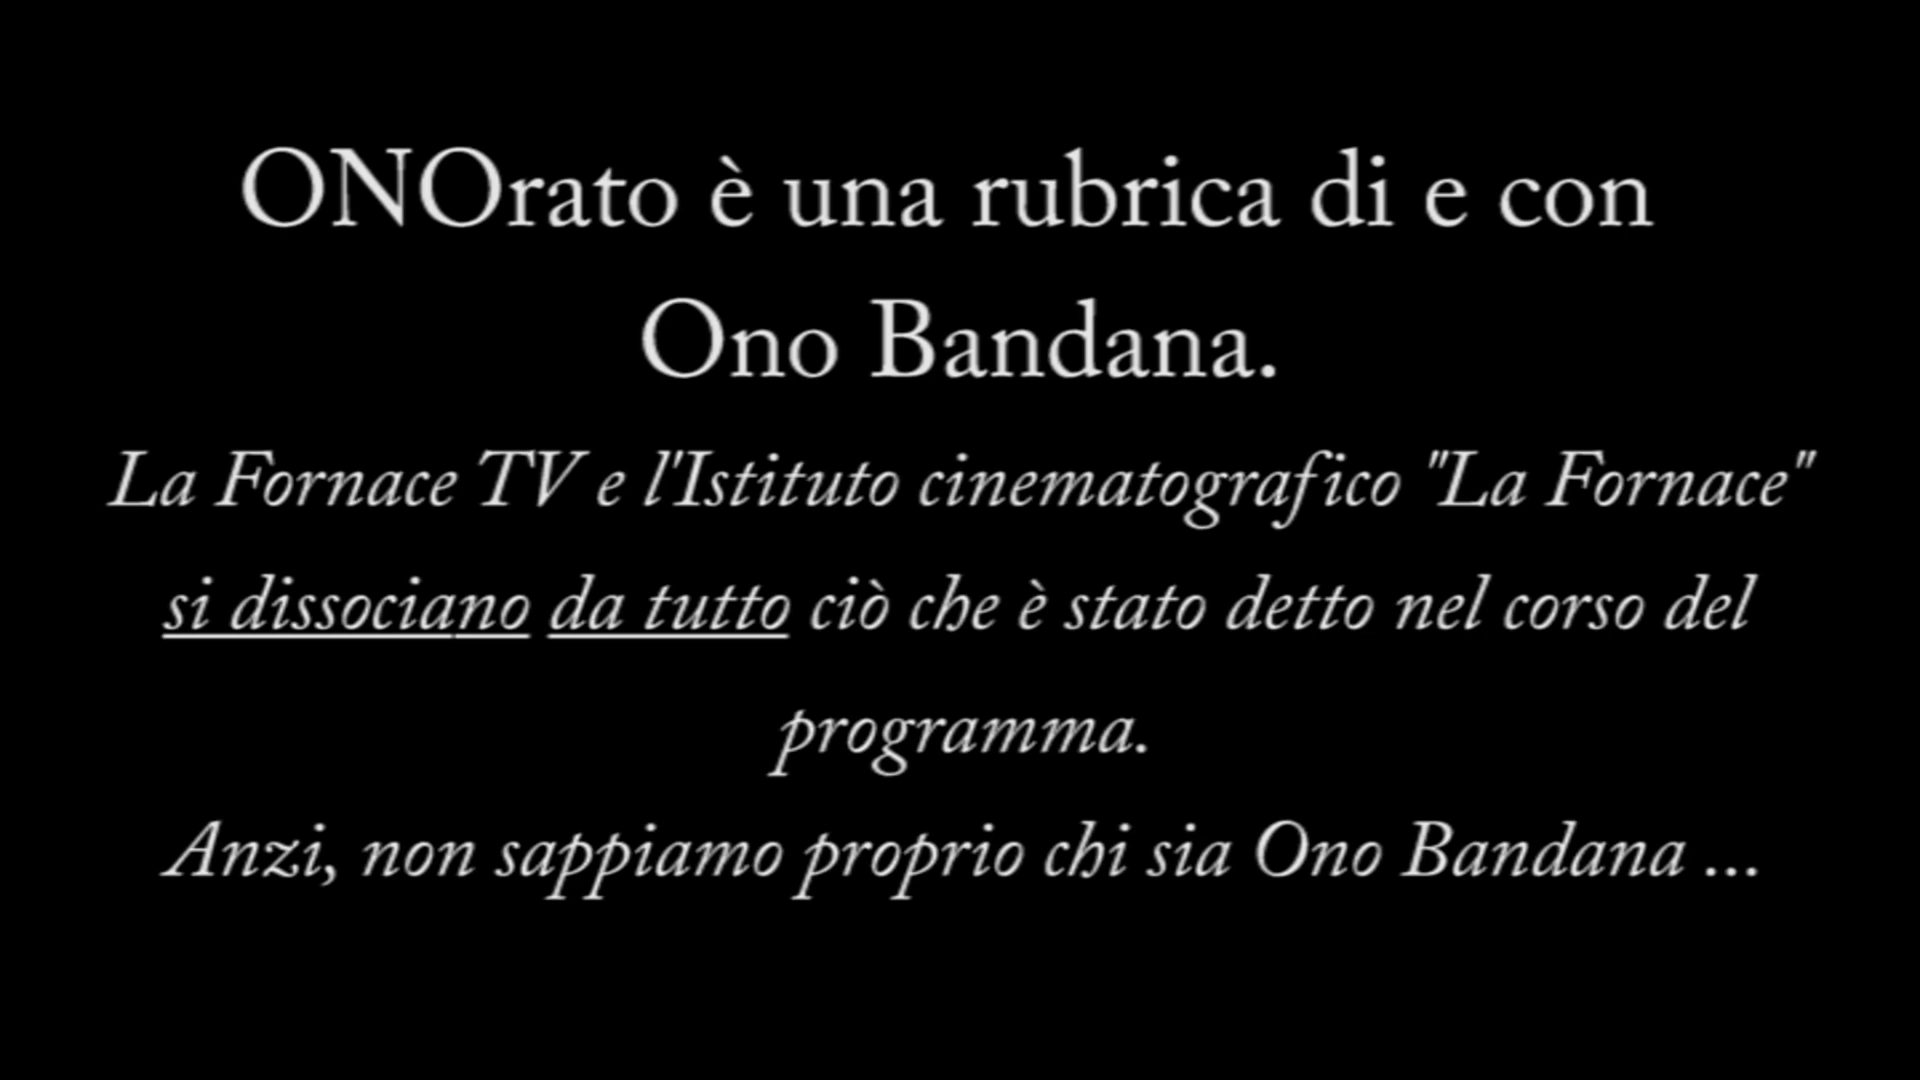 ONOrato è una rubrica di e con
Ono Bandana.
La Fornace TV e l'Istituto cinematografico "La Fornace"
si dissociano da tutto ciò che è stato detto nel corso del
programma.
Anzi, non sappiamo proprio chi sia Ono Bandana ...